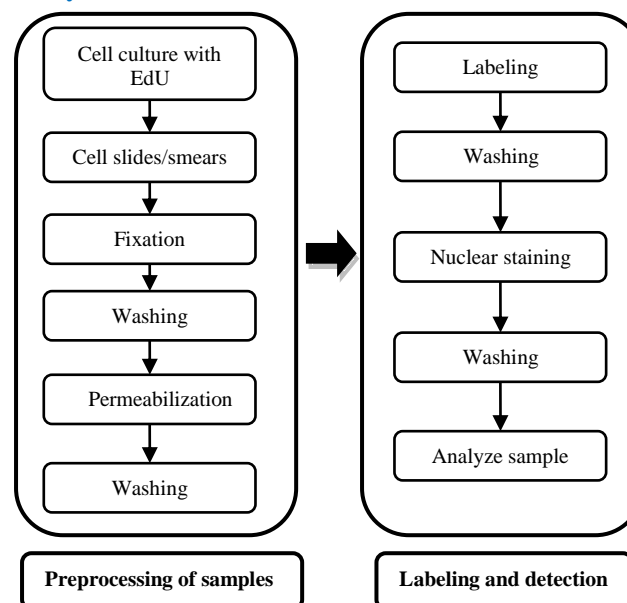 Cell culture with
EdU
Cell slides/smears
Fixation
Washing
Permeabilization
Washing
Preprocessing of samples
Labeling
Washing
Nuclear staining
Washing
Analyze sample
Labeling and detection